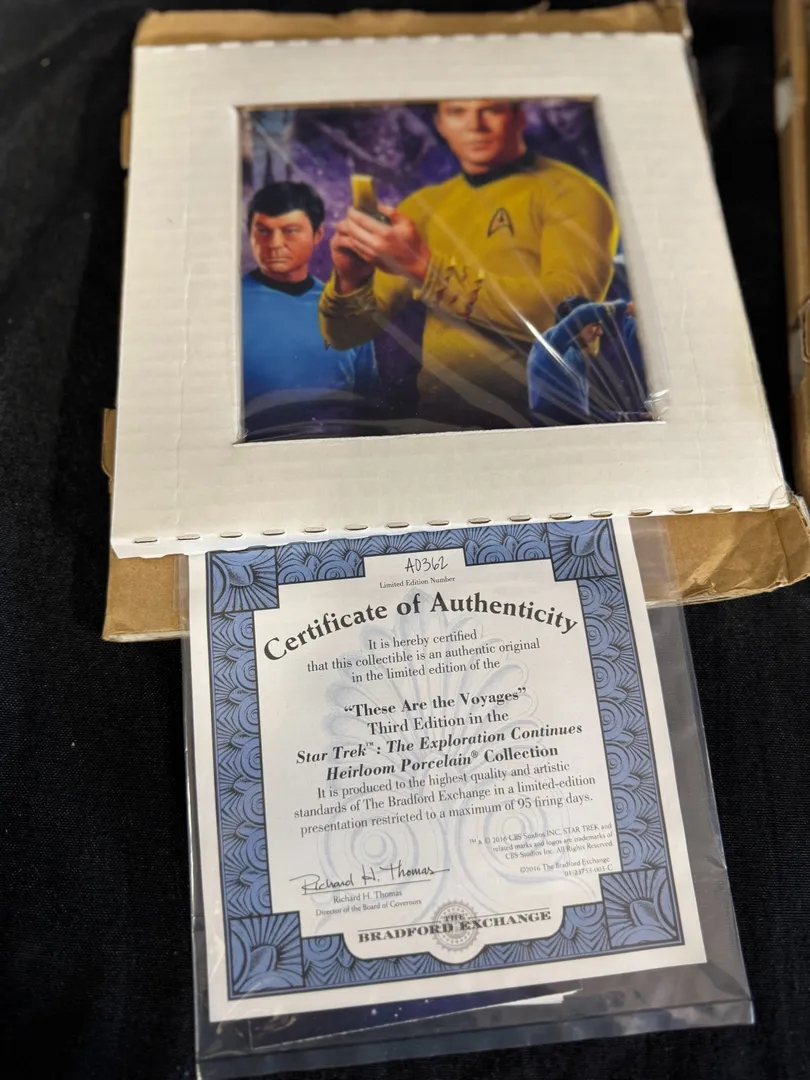 A0362
Limited Edition Number
Certificate of Authenticity
It is hereby certified
that this collectible is an authentic original
in the limited edition of the
“These Are the Voyages”
Third Edition in the
Star Trek™: The Exploration Continues
Heirloom Porcelain® Collection
It is produced to the highest quality and artistic
standards of The Bradford Exchange in a limited-edition
presentation restricted to a maximum of 95 firing days.
™ & © 2016 CBS Studios INC. STAR TREK and
related marks and logos are trademarks of
CBS Studios Inc. All Rights Reserved.
©2016 The Bradford Exchange
Richard H. Thomas
Richard H. Thomas
Director of the Board of Governors
THE
BRADFORD EXCHANGE